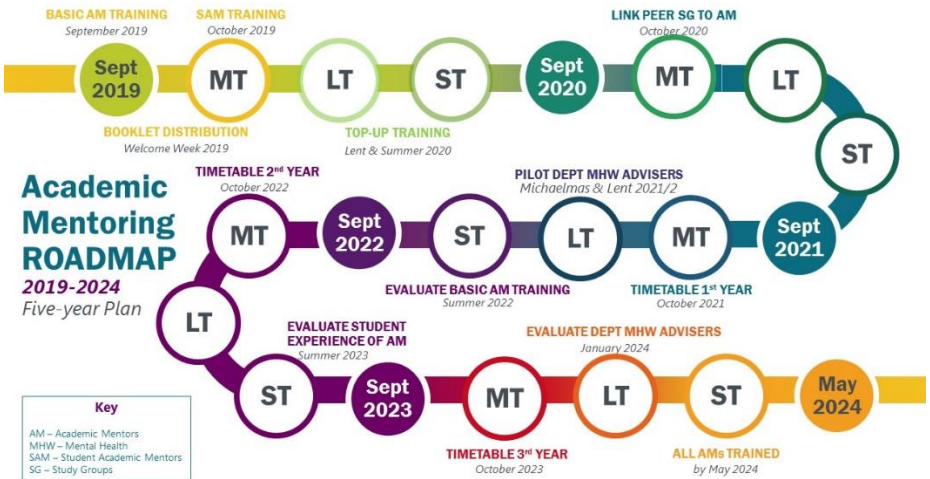 BASIC AM TRAINING
September 2019
SAM TRAINING
October 2019
LINK PEER SG TO AM
October 2020
Sept
2019
MT
LT
ST
Sept
2020
MT
LT
ST
BOOKLET DISTRIBUTION
Welcome Week 2019
TOP-UP TRAINING
Lent & Summer 2020
Academic
Mentoring
ROADMAP
2019-2024
Five-year Plan
TIMETABLE 2nd YEAR
October 2022
PILOT DEPT MHW ADVISERS
Michaelmas & Lent 2021/2
MT
Sept
2022
ST
LT
MT
Sept
2021
EVALUATE BASIC AM TRAINING
Summer 2022
TIMETABLE 1st YEAR
October 2021
LT
EVALUATE STUDENT
EXPERIENCE OF AM
Summer 2023
EVALUATE DEPT MHW ADVISERS
January 2024
ST
Sept
2023
MT
LT
ST
May
2024
TIMETABLE 3rd YEAR
October 2023
ALL AMs TRAINED
by May 2024
Key
AM – Academic Mentors
MHW – Mental Health
SAM – Student Academic Mentors
SG – Study Groups